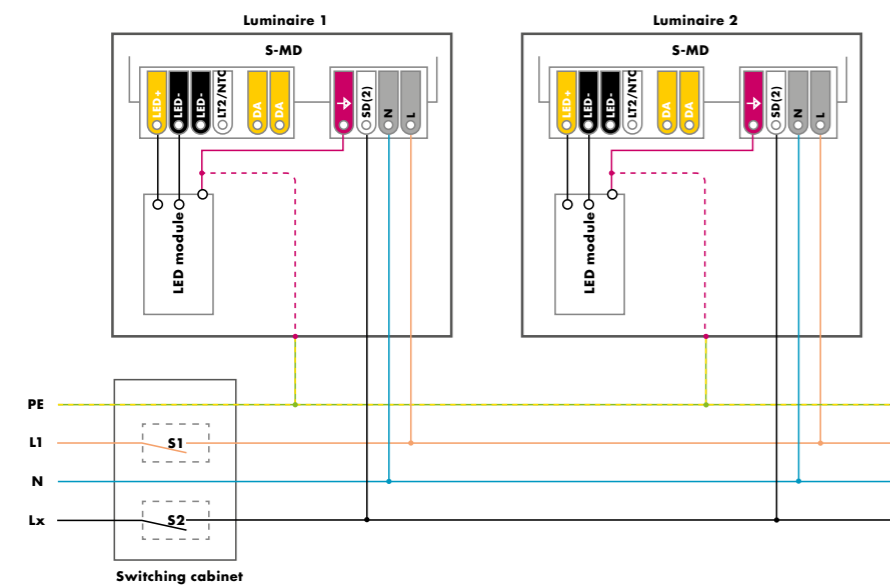 Luminaire 1
S-MD
LED+
LED-
LED-
LT2/NTC
DA
DA
SD(2)
N
L
LED module
Luminaire 2
S-MD
LED+
LED-
LED-
LT2/NTC
DA
DA
SD(2)
N
L
LED module
PE
L1
S1
N
Lx
S2
Switching cabinet